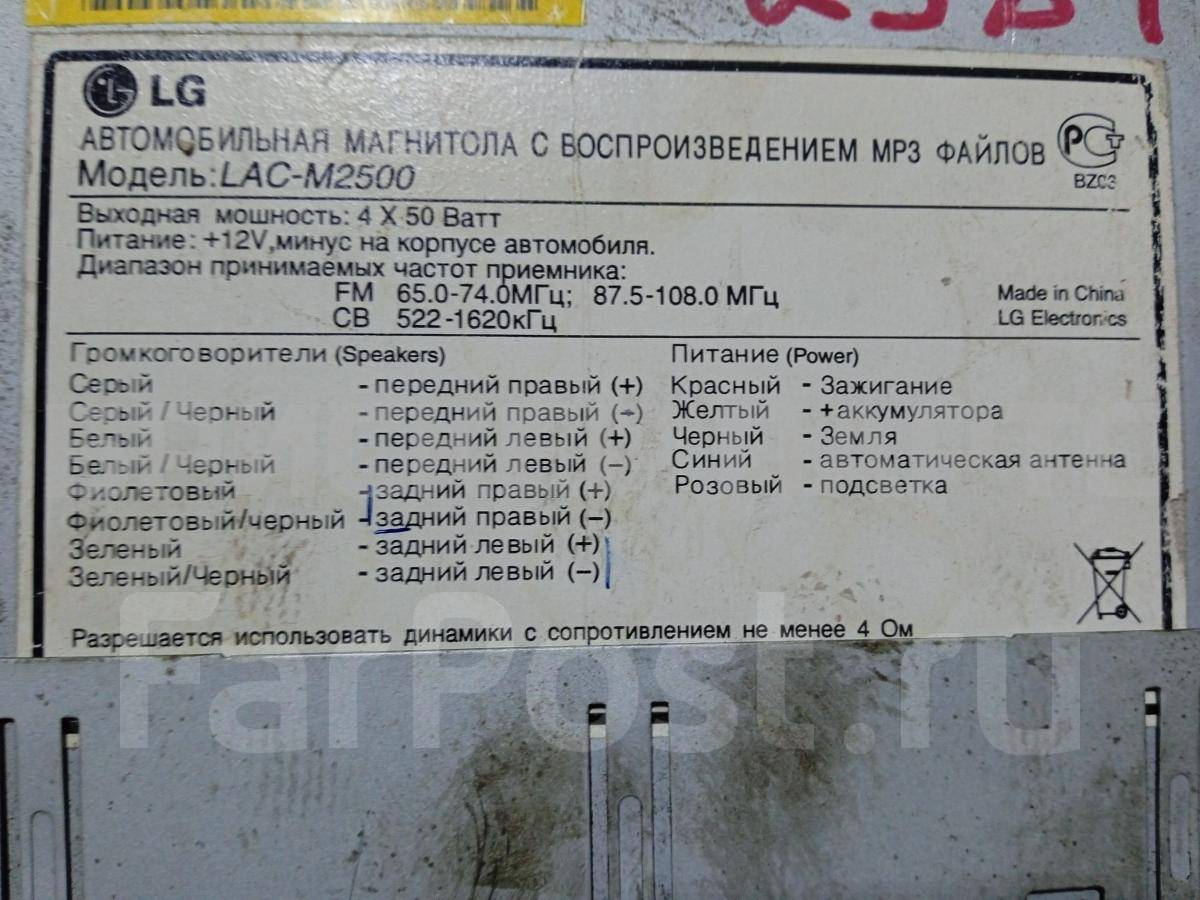 LG
АВТОМОБИЛЬНАЯ МАГНИТОЛА С ВОСПРОИЗВЕДЕНИЕМ МР3 ФАЙЛОВ
Модель: LAC-M2500
BZ03
Выходная мошность: 4 X 50 Ватт
Питание: +12V, минус на корпусе автомобиля.
Диапазон принимаемых частот приемника:
FM 65.0-74.0МГц; 87.5-108.0 МГц
СВ 522-1620кГц
Made in China
LG Electronics
Громкоговорители (Speakers)
Серый - передний правый (+)
Серый / Черный - передний правый (-)
Белый - передний левый (+)
Белый / Черный - передний левый (–)
Фиолетовый - задний правый (+)
Фиолетовый/черный - задний правый (–)
Зеленый - задний левый (+)
Зеленый/Черный - задний левый (–)
Питание (Power)
Красный - Зажигание
Желтый - +аккумулятора
Черный - Земля
Синий - автоматическая антенна
Розовый - подсветка
Разрешается использовать динамики с сопротивлением не менее 4 Ом
FarPost.ru